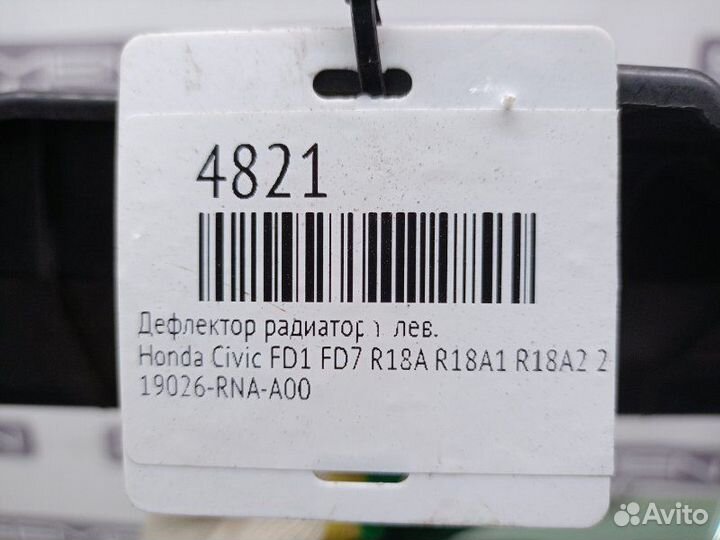 4821
Дефлектор радиатор лев.
Honda Civic FD1 FD7 R18A R18A1 R18A2 2
19026-RNA-A00
Avito